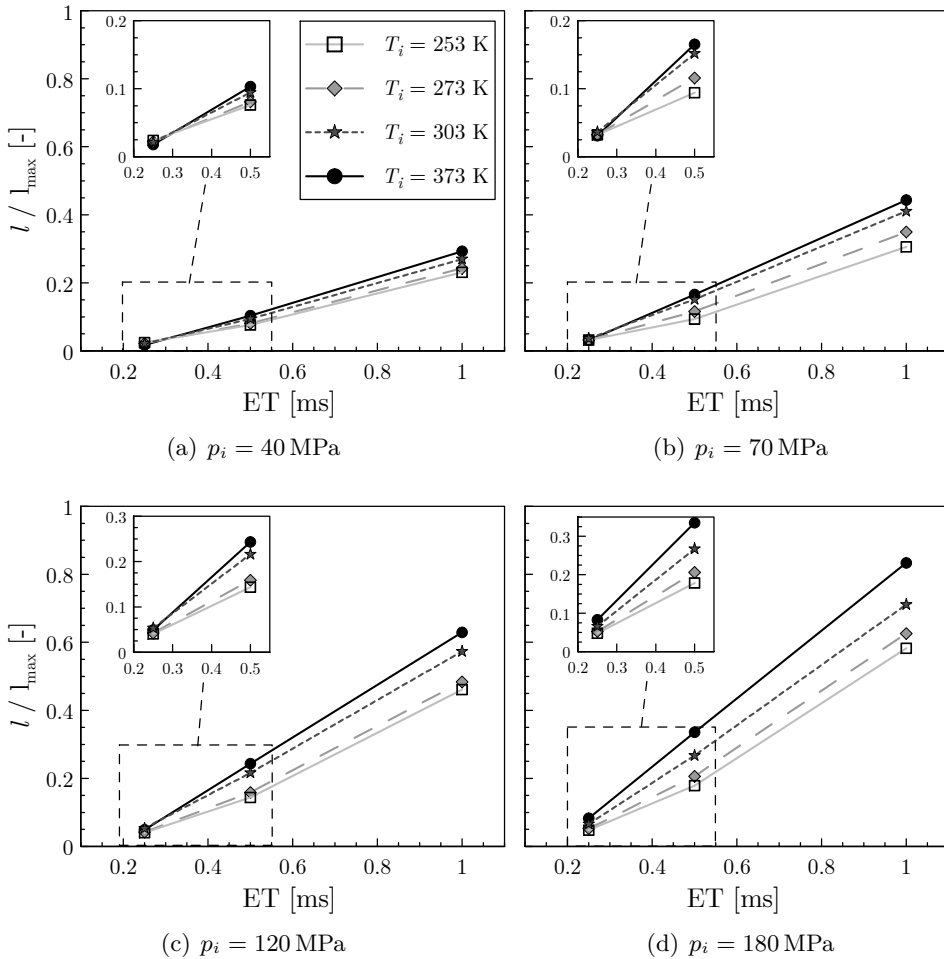 1
0.8
0.6
0.4
0.2
0
l / l_max [-]
0.2
0.1
0
0.2 0.3 0.4 0.5
T_i = 253 K
T_i = 273 K
T_i = 303 K
T_i = 373 K
0.2 0.4 0.6 0.8 1
ET [ms]
(a) p_i = 40 MPa
0.2
0.1
0
0.2 0.3 0.4 0.5
0.2 0.4 0.6 0.8 1
ET [ms]
(b) p_i = 70 MPa
1
0.8
0.6
0.4
0.2
0
l / l_max [-]
0.3
0.2
0.1
0
0.2 0.3 0.4 0.5
0.2 0.4 0.6 0.8 1
ET [ms]
(c) p_i = 120 MPa
0.3
0.2
0.1
0
0.2 0.3 0.4 0.5
0.2 0.4 0.6 0.8 1
ET [ms]
(d) p_i = 180 MPa